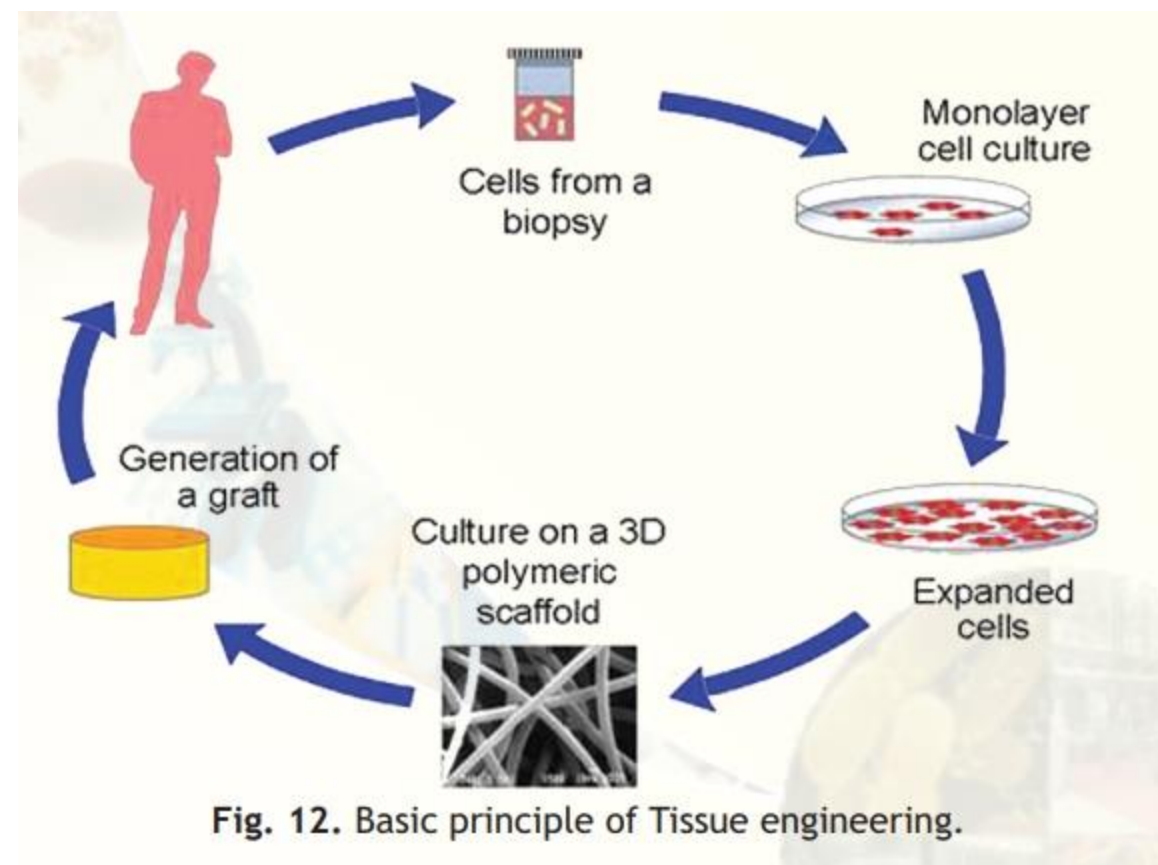 Cells from a
biopsy
Monolayer
cell culture
Expanded
cells
Culture on a 3D
polymeric
scaffold
Generation of
a graft
Fig. 12. Basic principle of Tissue engineering.